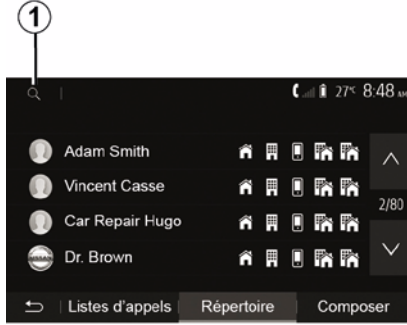 1
27°C 8:48 AM
Adam Smith
Vincent Casse
Car Repair Hugo
2/80
Dr. Brown
Listes d'appels Répertoire Composer